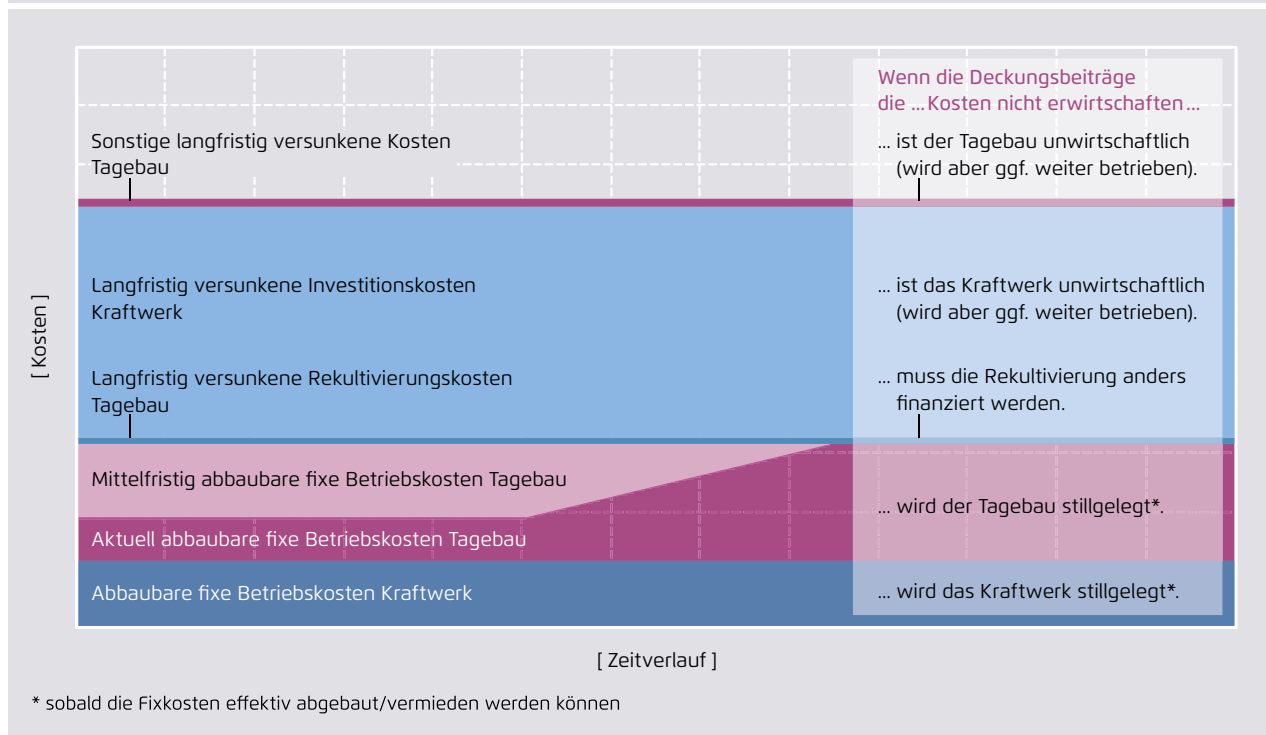 Wenn die Deckungsbeiträge
die ... Kosten nicht erwirtschaften ...
Sonstige langfristig versunkene Kosten
Tagebau
... ist der Tagebau unwirtschaftlich
(wird aber ggf. weiter betrieben).
Langfristig versunkene Investitionskosten
Kraftwerk
... ist das Kraftwerk unwirtschaftlich
(wird aber ggf. weiter betrieben).
Langfristig versunkene Rekultivierungskosten
Tagebau
... muss die Rekultivierung anders
finanziert werden.
[ Kosten ]
Mittelfristig abbaubare fixe Betriebskosten Tagebau
... wird der Tagebau stillgelegt*.
Aktuell abbaubare fixe Betriebskosten Tagebau
Abbaubare fixe Betriebskosten Kraftwerk
... wird das Kraftwerk stillgelegt*.
[ Zeitverlauf ]
* sobald die Fixkosten effektiv abgebaut/vermieden werden können